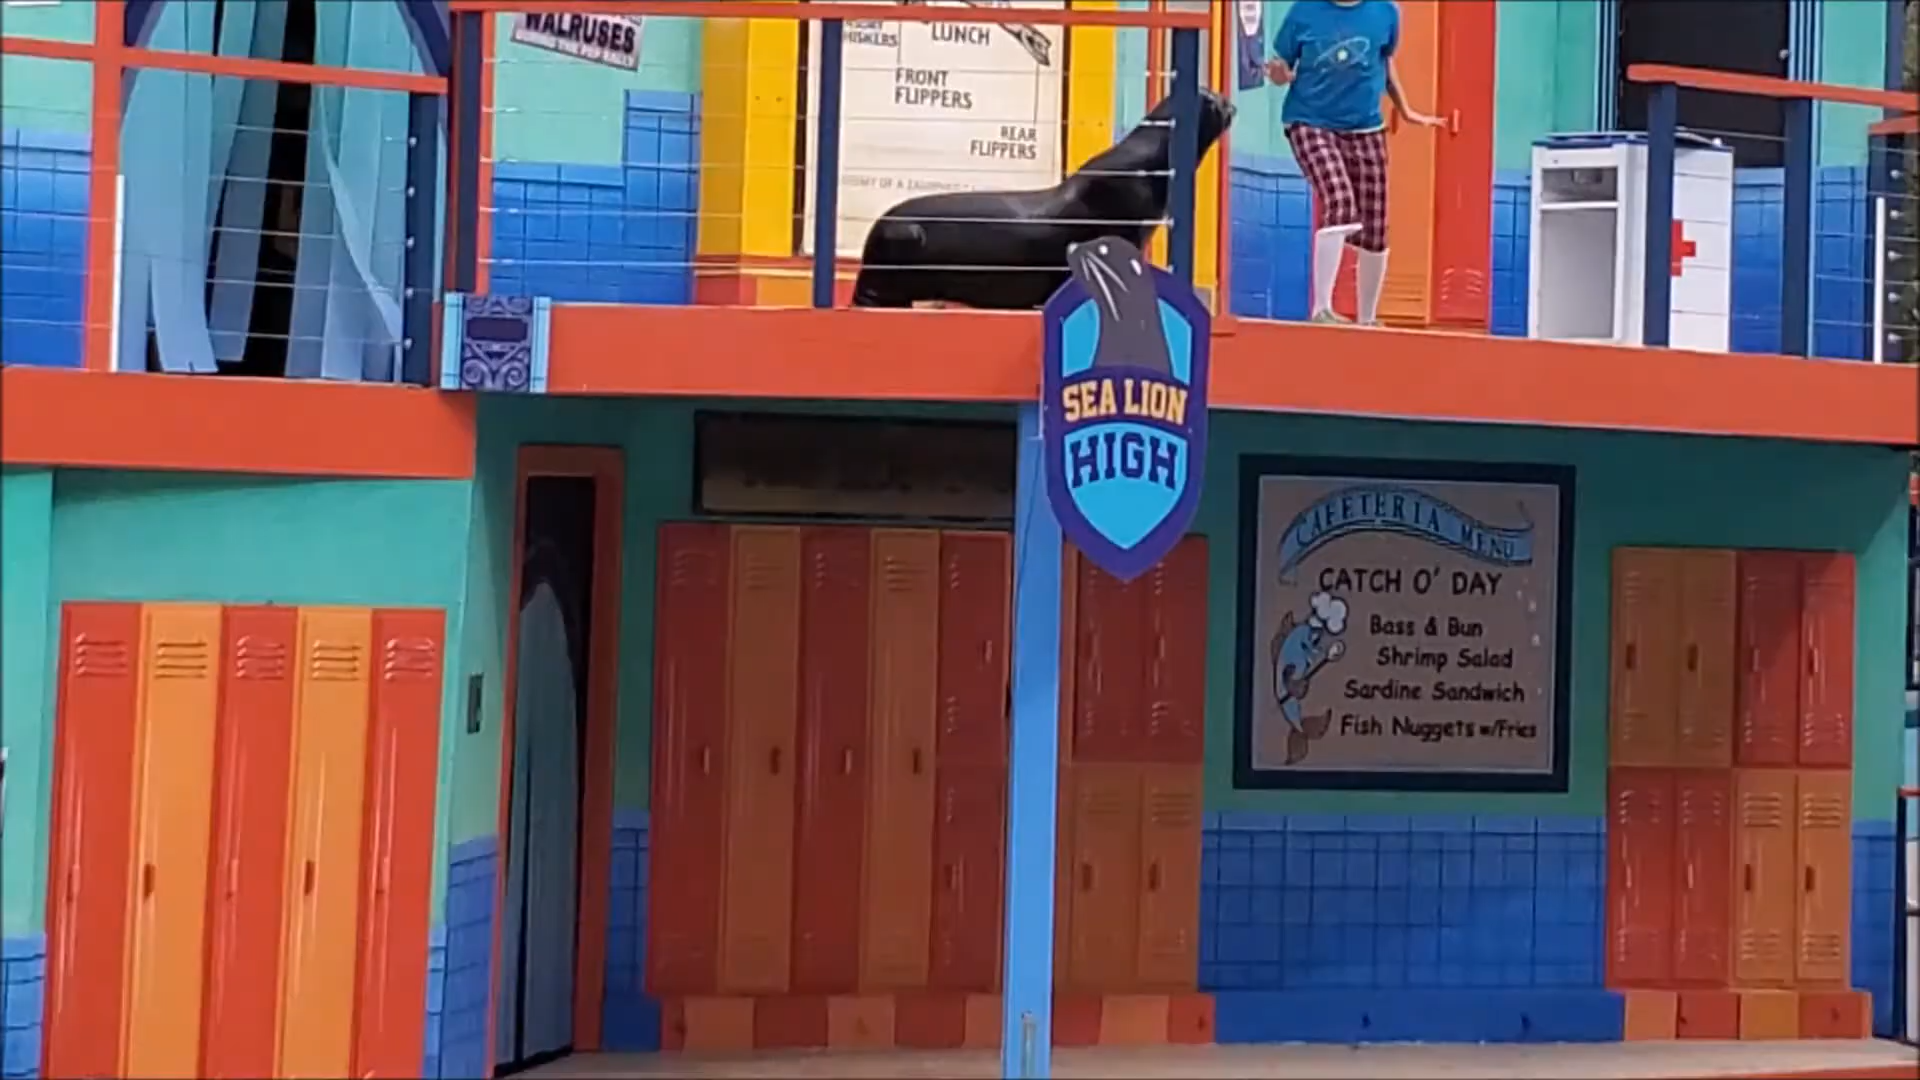 WALRUSES
LUNCH
FRONT
FLIPPERS
REAR
FLIPPERS
SEA LION
HIGH
CAFETERIA MENU
CATCH O' DAY
Bass & Bun
Shrimp Salad
Sardine Sandwich
Fish Nuggets w/Fries